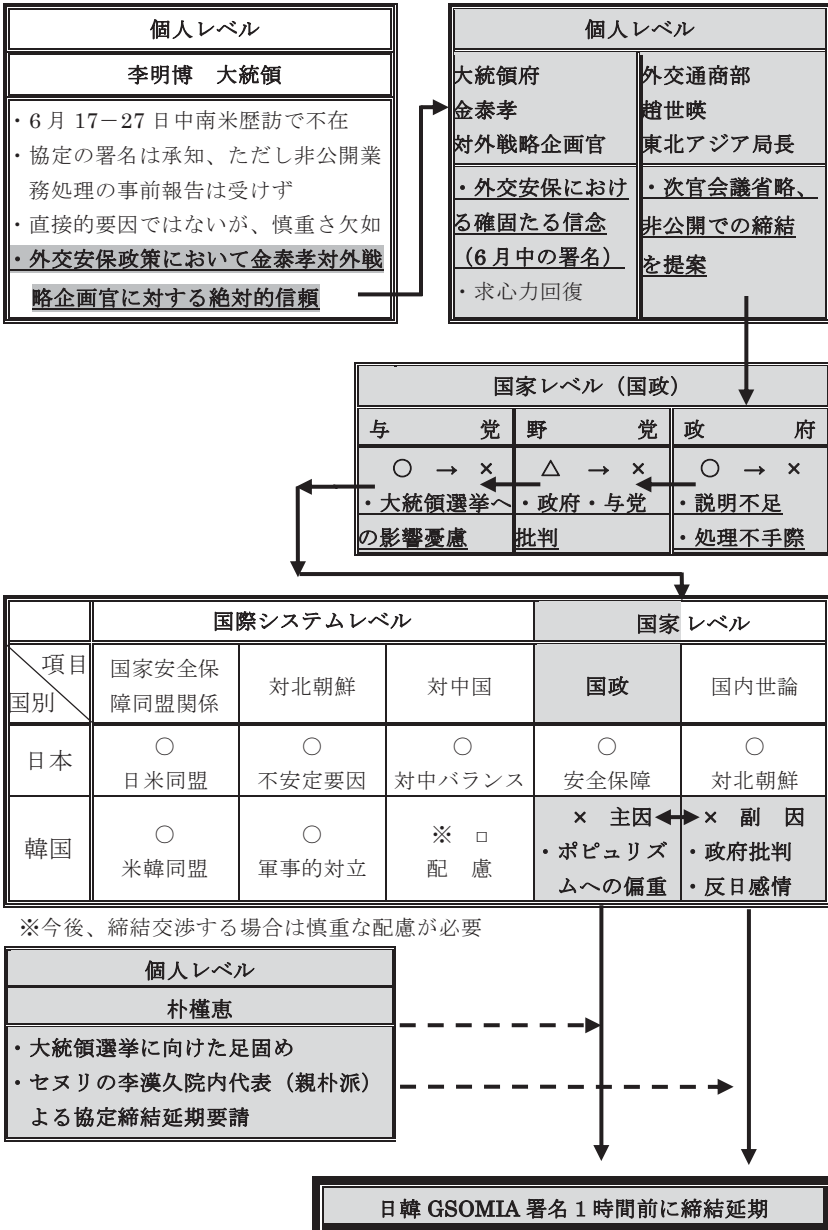 個人レベル
李明博　大統領
・6月17－27日中南米歴訪で不在
・協定の署名は承知、ただし非公開業
務処理の事前報告は受けず
・直接的要因ではないが、慎重さ欠如
・外交安保政策において金泰孝対外戦
略企画官に対する絶対的信頼
個人レベル
大統領府
金泰孝
対外戦略企画官
・外交安保におけ
る確固たる信念
（6月中の署名）
・求心力回復
外交通商部
趙世暎
東北アジア局長
・次官会議省略、
非公開での締結
を提案
国家レベル（国政）
与　党　野　党　政　府
○　→　×　△　→　×　○　→　×
・大統領選挙へ
の影響憂慮
・政府・与党
批判
・説明不足
・処理不手際
国際システムレベル　国家レベル
項目
国別
国家安全保
障同盟関係
対北朝鮮　対中国　国政　国内世論
日本
○　○　○　○　○
日米同盟　不安定要因　対中バランス　安全保障　対北朝鮮
韓国
○　○　※　□　×　主因　×　副　因
米韓同盟　軍事的対立　配　慮
・ポピュリズ
ムへの偏重
・政府批判
・反日感情
※今後、締結交渉する場合は慎重な配慮が必要
個人レベル
朴槿恵
・大統領選挙に向けた足固め
・セヌリの李漢久院内代表（親朴派）
よる協定締結延期要請
日韓 GSOMIA 署名1時間前に締結延期